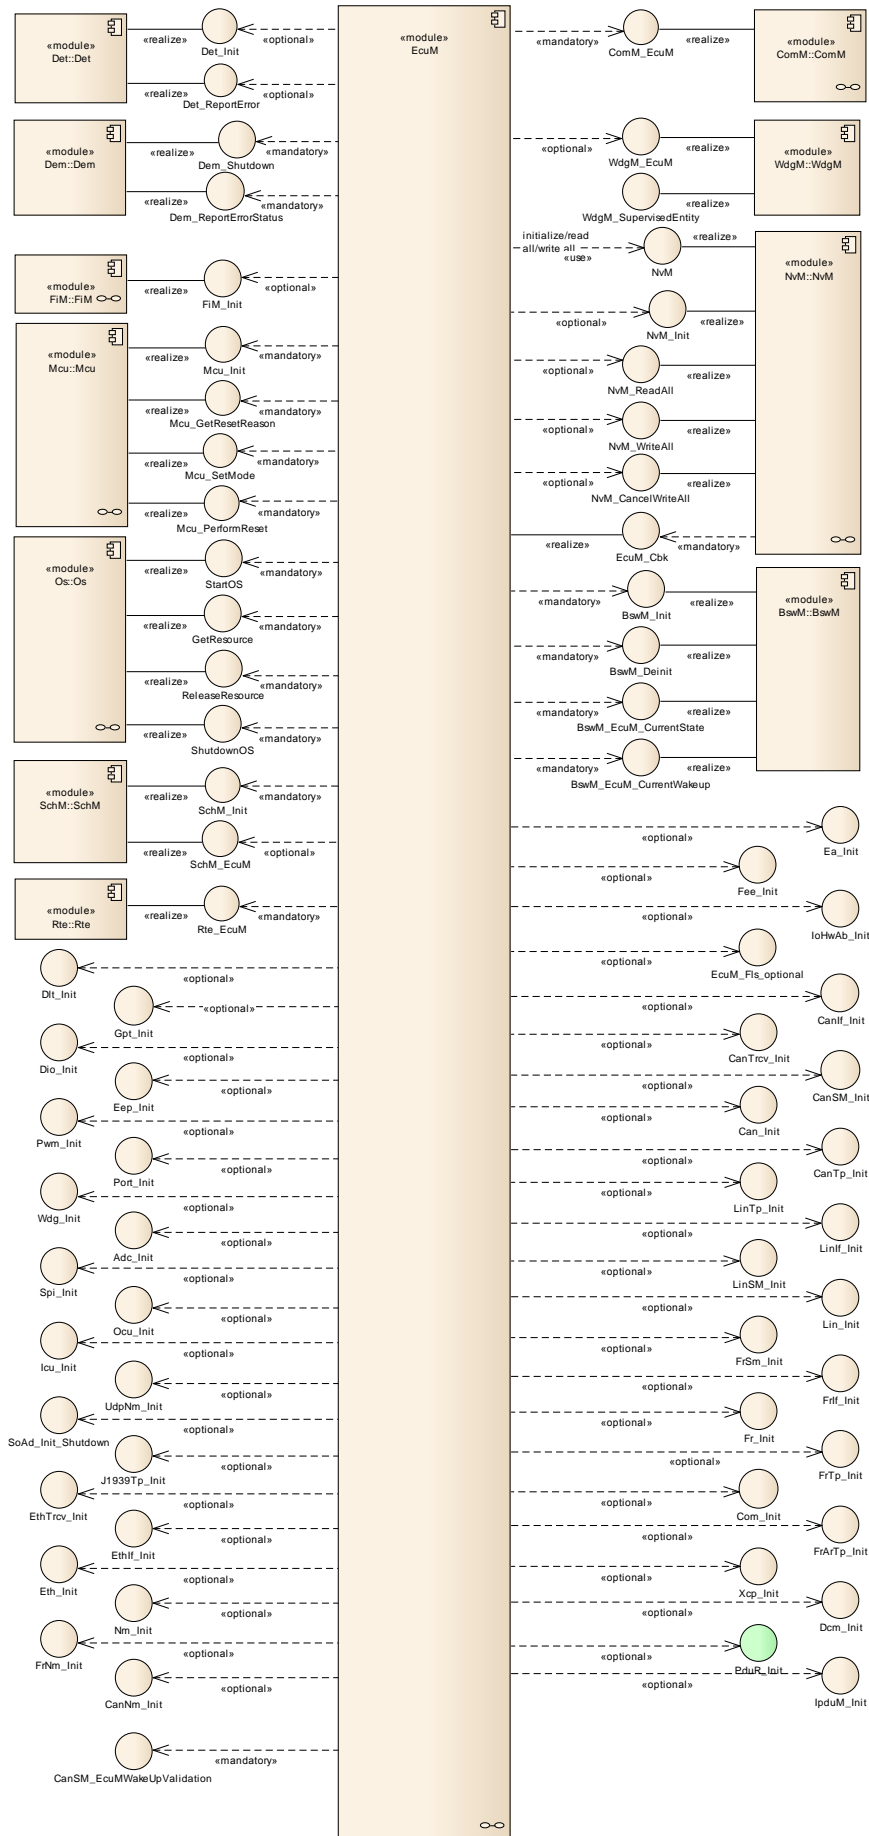 «module»
EcuM
«module»
Det::Det
«realize»
Det_Init
«optional»
«realize»
Det_ReportError
«optional»
«module»
Dem::Dem
«realize»
Dem_Shutdown
«mandatory»
«realize»
Dem_ReportErrorStatus
«mandatory»
«module»
FiM::FiM
«realize»
FiM_Init
«optional»
«module»
Mcu::Mcu
«realize»
Mcu_Init
«mandatory»
«realize»
Mcu_GetResetReason
«mandatory»
«realize»
Mcu_SetMode
«mandatory»
«realize»
Mcu_PerformReset
«mandatory»
«module»
Os::Os
«realize»
StartOS
«mandatory»
«realize»
GetResource
«mandatory»
«realize»
ReleaseResource
«mandatory»
«realize»
ShutdownOS
«mandatory»
«module»
SchM::SchM
«realize»
SchM_Init
«mandatory»
«realize»
SchM_EcuM
«optional»
«module»
Rte::Rte
«realize»
Rte_EcuM
«mandatory»
Dlt_Init
«optional»
Gpt_Init
«optional»
Dio_Init
«optional»
Eep_Init
«optional»
Pwm_Init
«optional»
Port_Init
«optional»
Wdg_Init
«optional»
Adc_Init
«optional»
Spi_Init
«optional»
Ocu_Init
«optional»
Icu_Init
«optional»
UdpNm_Init
«optional»
SoAd_Init_Shutdown
«optional»
J1939Tp_Init
«optional»
EthTrcv_Init
«optional»
EthIf_Init
«optional»
Eth_Init
«optional»
Nm_Init
«optional»
FrNm_Init
«optional»
CanNm_Init
«optional»
CanSM_EcuMWakeUpValidation
«mandatory»
«mandatory»
ComM_EcuM
«realize»
«module»
ComM::ComM
«optional»
WdgM_EcuM
«realize»
WdgM_SupervisedEntity
«realize»
«module»
WdgM::WdgM
initialize/read
all/write all
«use»
NvM
«realize»
«module»
NvM::NvM
«optional»
NvM_Init
«realize»
«optional»
NvM_ReadAll
«realize»
«optional»
NvM_WriteAll
«realize»
«optional»
NvM_CancelWriteAll
«realize»
«realize»
EcuM_Cbk
«mandatory»
«mandatory»
BswM_Init
«realize»
«module»
BswM::BswM
«mandatory»
BswM_Deinit
«realize»
«mandatory»
BswM_EcuM_CurrentState
«realize»
«mandatory»
BswM_EcuM_CurrentWakeup
«realize»
«optional»
Ea_Init
«optional»
Fee_Init
«optional»
IoHwAb_Init
«optional»
EcuM_Fls_optional
«optional»
CanIf_Init
«optional»
CanTrcv_Init
«optional»
CanSM_Init
«optional»
Can_Init
«optional»
CanTp_Init
«optional»
LinTp_Init
«optional»
LinIf_Init
«optional»
LinSM_Init
«optional»
Lin_Init
«optional»
FrSm_Init
«optional»
FrIf_Init
«optional»
Fr_Init
«optional»
FrTp_Init
«optional»
Com_Init
«optional»
FrArTp_Init
«optional»
Xcp_Init
«optional»
Dcm_Init
«optional»
PduR_Init
«optional»
IpduM_Init